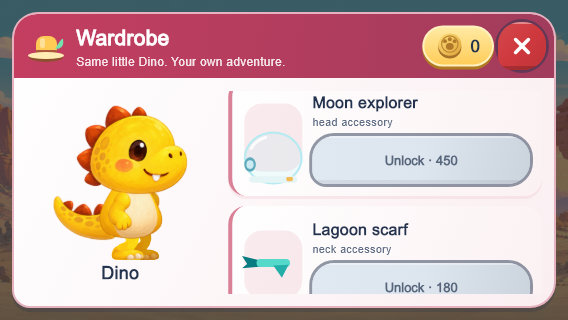 Wardrobe
Same little Dino. Your own adventure.
0
Dino
Moon explorer
head accessory
Unlock · 450
Lagoon scarf
neck accessory
Unlock · 180